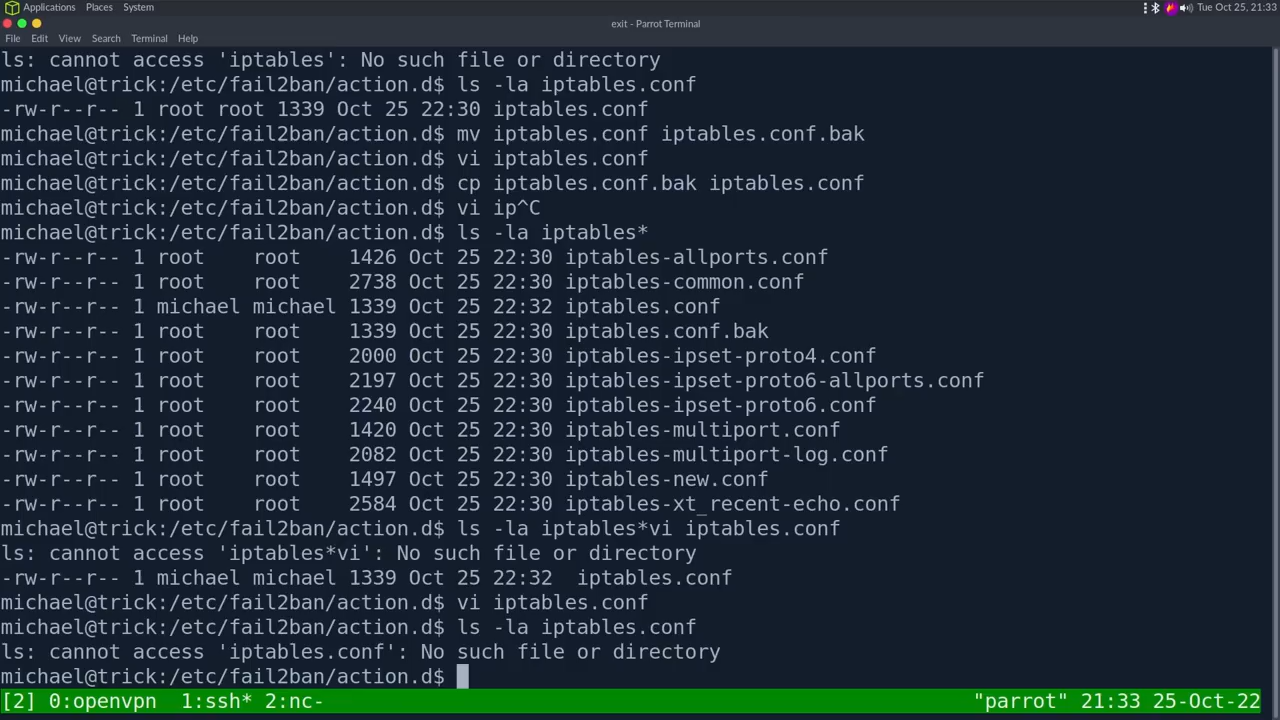 Applications Places System Tue Oct 25, 21:33
exit - Parrot Terminal
File Edit View Search Terminal Help
ls: cannot access 'iptables': No such file or directory
michael@trick:/etc/fail2ban/action.d$ ls -la iptables.conf
-rw-r--r-- 1 root root 1339 Oct 25 22:30 iptables.conf
michael@trick:/etc/fail2ban/action.d$ mv iptables.conf iptables.conf.bak
michael@trick:/etc/fail2ban/action.d$ vi iptables.conf
michael@trick:/etc/fail2ban/action.d$ cp iptables.conf.bak iptables.conf
michael@trick:/etc/fail2ban/action.d$ vi ip^C
michael@trick:/etc/fail2ban/action.d$ ls -la iptables*
-rw-r--r-- 1 root    root    1426 Oct 25 22:30 iptables-allports.conf
-rw-r--r-- 1 root    root    2738 Oct 25 22:30 iptables-common.conf
-rw-r--r-- 1 michael michael 1339 Oct 25 22:32 iptables.conf
-rw-r--r-- 1 root    root    1339 Oct 25 22:30 iptables.conf.bak
-rw-r--r-- 1 root    root    2000 Oct 25 22:30 iptables-ipset-proto4.conf
-rw-r--r-- 1 root    root    2197 Oct 25 22:30 iptables-ipset-proto6-allports.conf
-rw-r--r-- 1 root    root    2240 Oct 25 22:30 iptables-ipset-proto6.conf
-rw-r--r-- 1 root    root    1420 Oct 25 22:30 iptables-multiport.conf
-rw-r--r-- 1 root    root    2082 Oct 25 22:30 iptables-multiport-log.conf
-rw-r--r-- 1 root    root    1497 Oct 25 22:30 iptables-new.conf
-rw-r--r-- 1 root    root    2584 Oct 25 22:30 iptables-xt_recent-echo.conf
michael@trick:/etc/fail2ban/action.d$ ls -la iptables*vi iptables.conf
ls: cannot access 'iptables*vi': No such file or directory
-rw-r--r-- 1 michael michael 1339 Oct 25 22:32  iptables.conf
michael@trick:/etc/fail2ban/action.d$ vi iptables.conf
michael@trick:/etc/fail2ban/action.d$ ls -la iptables.conf
ls: cannot access 'iptables.conf': No such file or directory
michael@trick:/etc/fail2ban/action.d$
[2] 0:openvpn  1:ssh* 2:nc- "parrot" 21:33 25-Oct-22